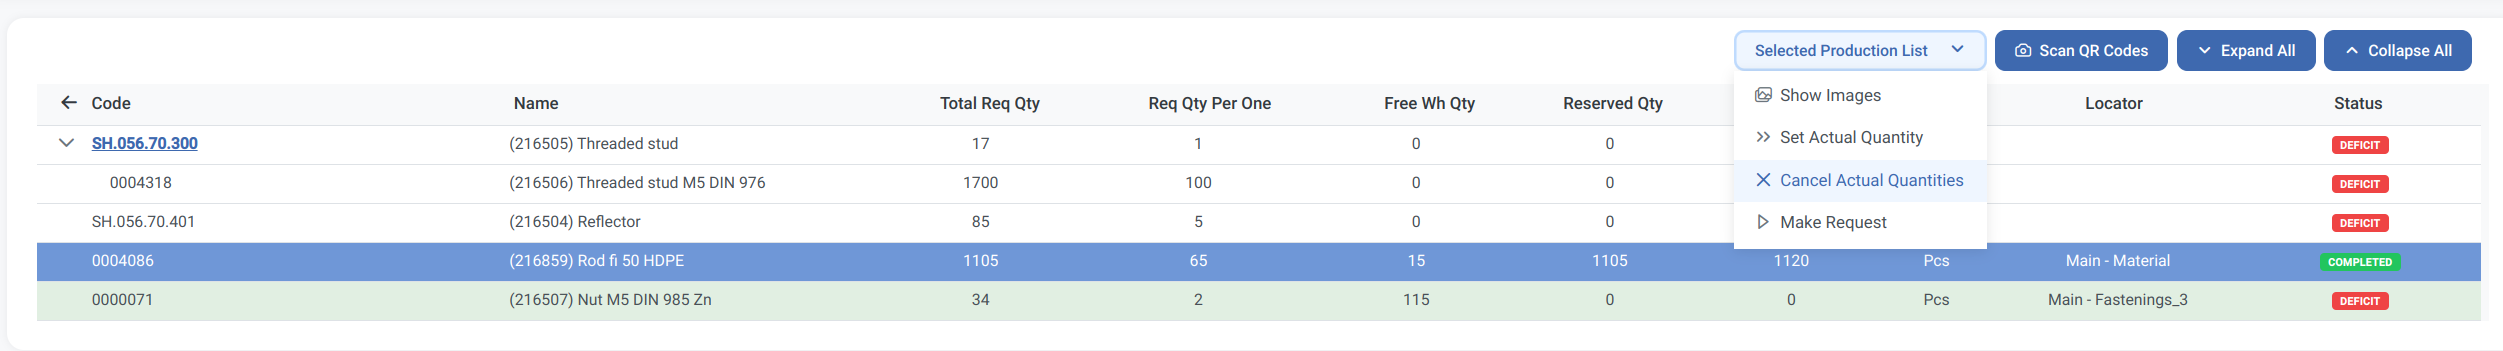 Selected Production List Scan QR Codes Expand All Collapse All
Code Name Total Req Qty Req Qty Per One Free Wh Qty Reserved Qty Locator Status
Show Images
Set Actual Quantity
Cancel Actual Quantities
Make Request
SH.056.70.300 (216505) Threaded stud 17 1 0 0 DEFICIT
0004318 (216506) Threaded stud M5 DIN 976 1700 100 0 0 DEFICIT
SH.056.70.401 (216504) Reflector 85 5 0 0 DEFICIT
0004086 (216859) Rod fi 50 HDPE 1105 65 15 1105 1120 Pcs Main - Material COMPLETED
0000071 (216507) Nut M5 DIN 985 Zn 34 2 115 0 0 Pcs Main - Fastenings_3 DEFICIT